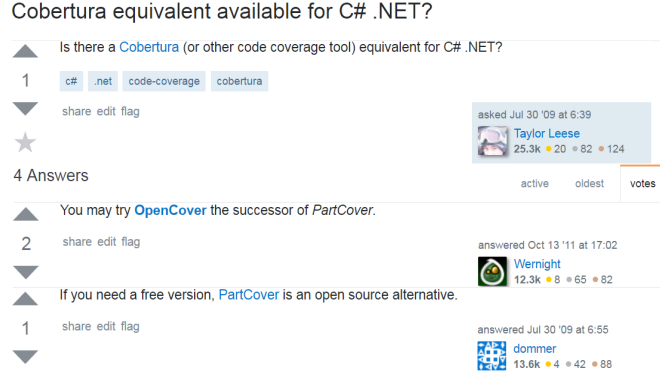 Cobertura equivalent available for C# .NET?
Is there a Cobertura (or other code coverage tool) equivalent for C# .NET?
1
c# .net code-coverage cobertura
share edit flag
asked Jul 30 '09 at 6:39
Taylor Leese
25.3k 20 82 124
4 Answers
active oldest votes
You may try OpenCover the successor of PartCover.
2
share edit flag
answered Oct 13 '11 at 17:02
Wernight
12.3k 8 65 82
If you need a free version, PartCover is an open source alternative.
1
share edit flag
answered Jul 30 '09 at 6:55
dommer
13.6k 4 42 88